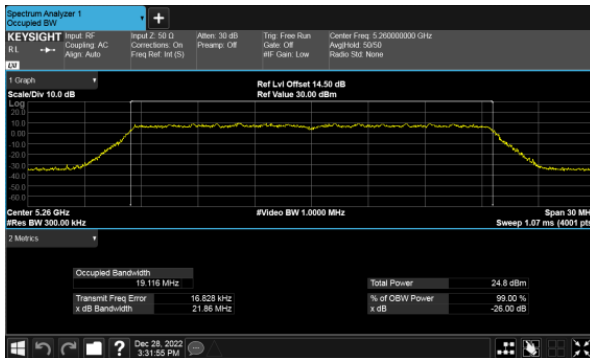 Spectrum Analyzer 1
Occupied BW
+
KEYSIGHT
RL
Input: RF
Coupling: AC
Align: Auto
Input Z: 50 Ω
Corrections: On
Freq Ref: Int (S)
Atten: 30 dB
Preamp: Off
Trig: Free Run
Gate: Off
#IF Gain: Low
Center Freq: 5.260000000 GHz
Avg|Hold: 50/50
Radio Std: None
1 Graph
Scale/Div 10.0 dB
Ref Lvl Offset 14.50 dB
Ref Value 30.00 dBm
Log
20.0
10.0
0.00
-10.0
-20.0
-30.0
-40.0
-50.0
-60.0
Center 5.26 GHz
#Video BW 1.0000 MHz
Span 30 MH
#Res BW 300.00 kHz
Sweep 1.07 ms (4001 pts
2 Metrics
Occupied Bandwidth
19.116 MHz
Total Power 24.8 dBm
Transmit Freq Error 16.828 kHz
% of OBW Power 99.00 %
x dB Bandwidth 21.86 MHz
x dB -26.00 dB
?
Dec 28, 2022
3:31:55 PM